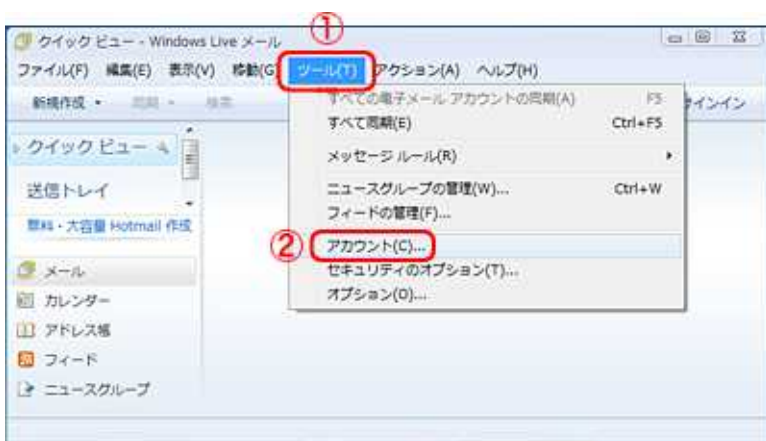 ①
クイック ビュー - Windows Live メール
ファイル(F) 編集(E) 表示(V) 移動(G) ツール(T) アクション(A) ヘルプ(H)
新規作成 同期 検索 サインイン
すべての電子メール アカウントの同期(A) F5
すべて同期(E) Ctrl+F5
メッセージ ルール(R)
ニュースグループの管理(W)... Ctrl+W
フィードの管理(F)...
② アカウント(C)...
セキュリティのオプション(T)...
オプション(O)...
クイック ビュー
送信トレイ
無料・大容量 Hotmail 作成
メール
カレンダー
アドレス帳
フィード
ニュースグループ